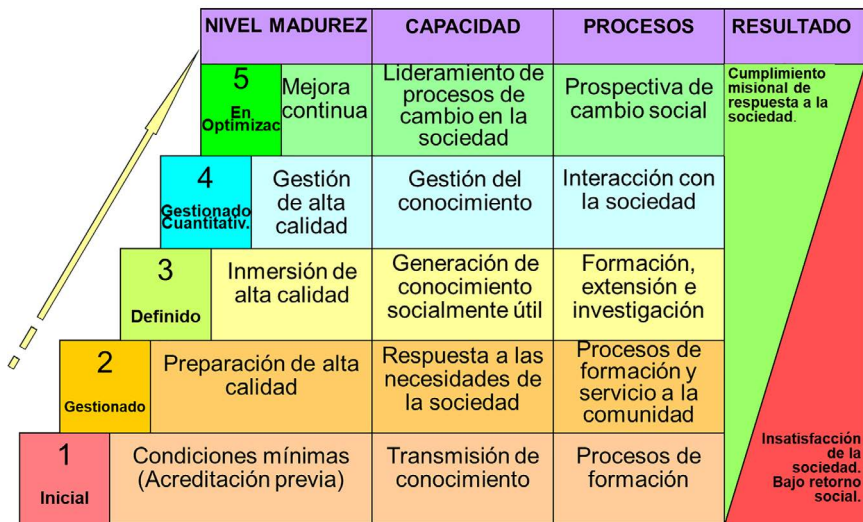 NIVEL MADUREZ CAPACIDAD PROCESOS RESULTADO
5
En
Optimizac
Mejora
continua
Lideramiento de
procesos de
cambio en la
sociedad
Prospectiva de
cambio social
Cumplimiento
misional de
respuesta a la
sociedad.
4
Gestionado
Cuantitativ.
Gestión
de alta
calidad
Gestión del
conocimiento
Interacción con
la sociedad
3
Definido
Inmersión de
alta calidad
Generación de
conocimiento
socialmente útil
Formación,
extensión e
investigación
2
Gestionado
Preparación de alta
calidad
Respuesta a las
necesidades de
la sociedad
Procesos de
formación y
servicio a la
comunidad
1
Inicial
Condiciones mínimas
(Acreditación previa)
Transmisión de
conocimiento
Procesos de
formación
Insatisfacción
de la
sociedad.
Bajo retorno
social.